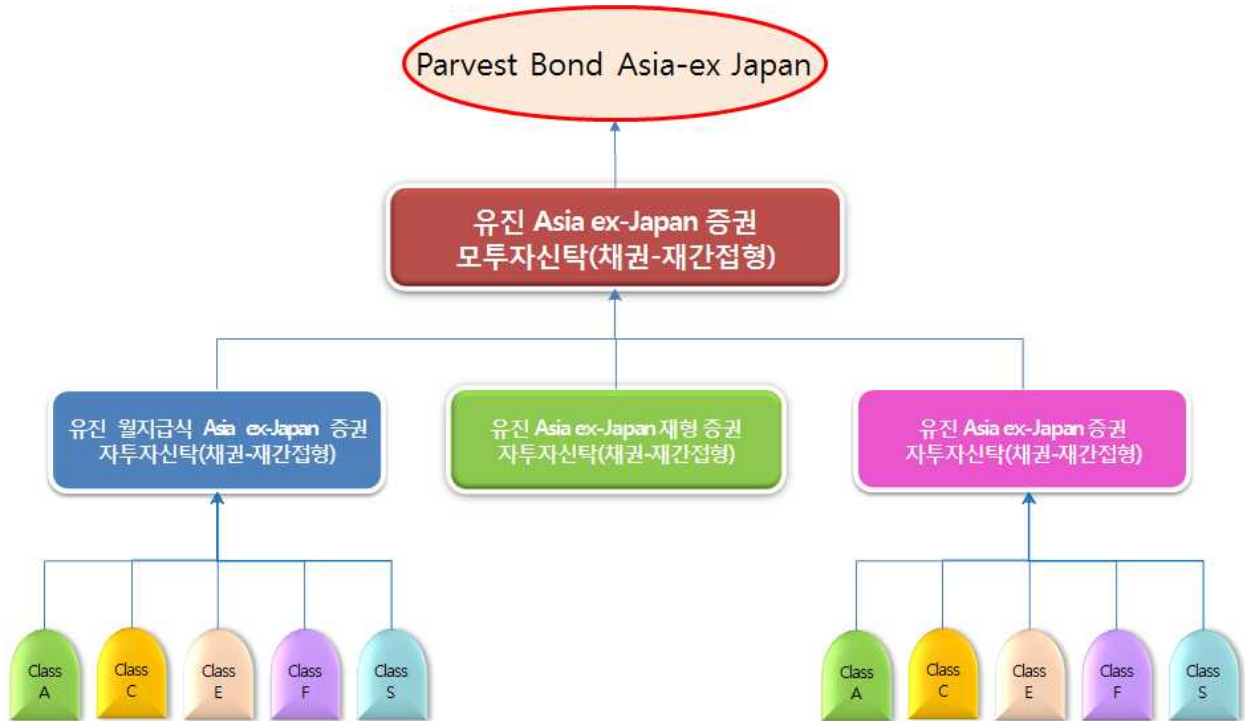 Parvest Bond Asia-ex Japan
유진 Asia ex-Japan 증권
모투자신탁(채권-재간접형)
유진 월지급식 Asia ex-Japan 증권
자투자신탁(채권-재간접형)
유진 Asia ex-Japan 재형 증권
자투자신탁(채권-재간접형)
유진 Asia ex-Japan 증권
자투자신탁(채권-재간접형)
Class
A
Class
C
Class
E
Class
F
Class
S
Class
A
Class
C
Class
E
Class
F
Class
S